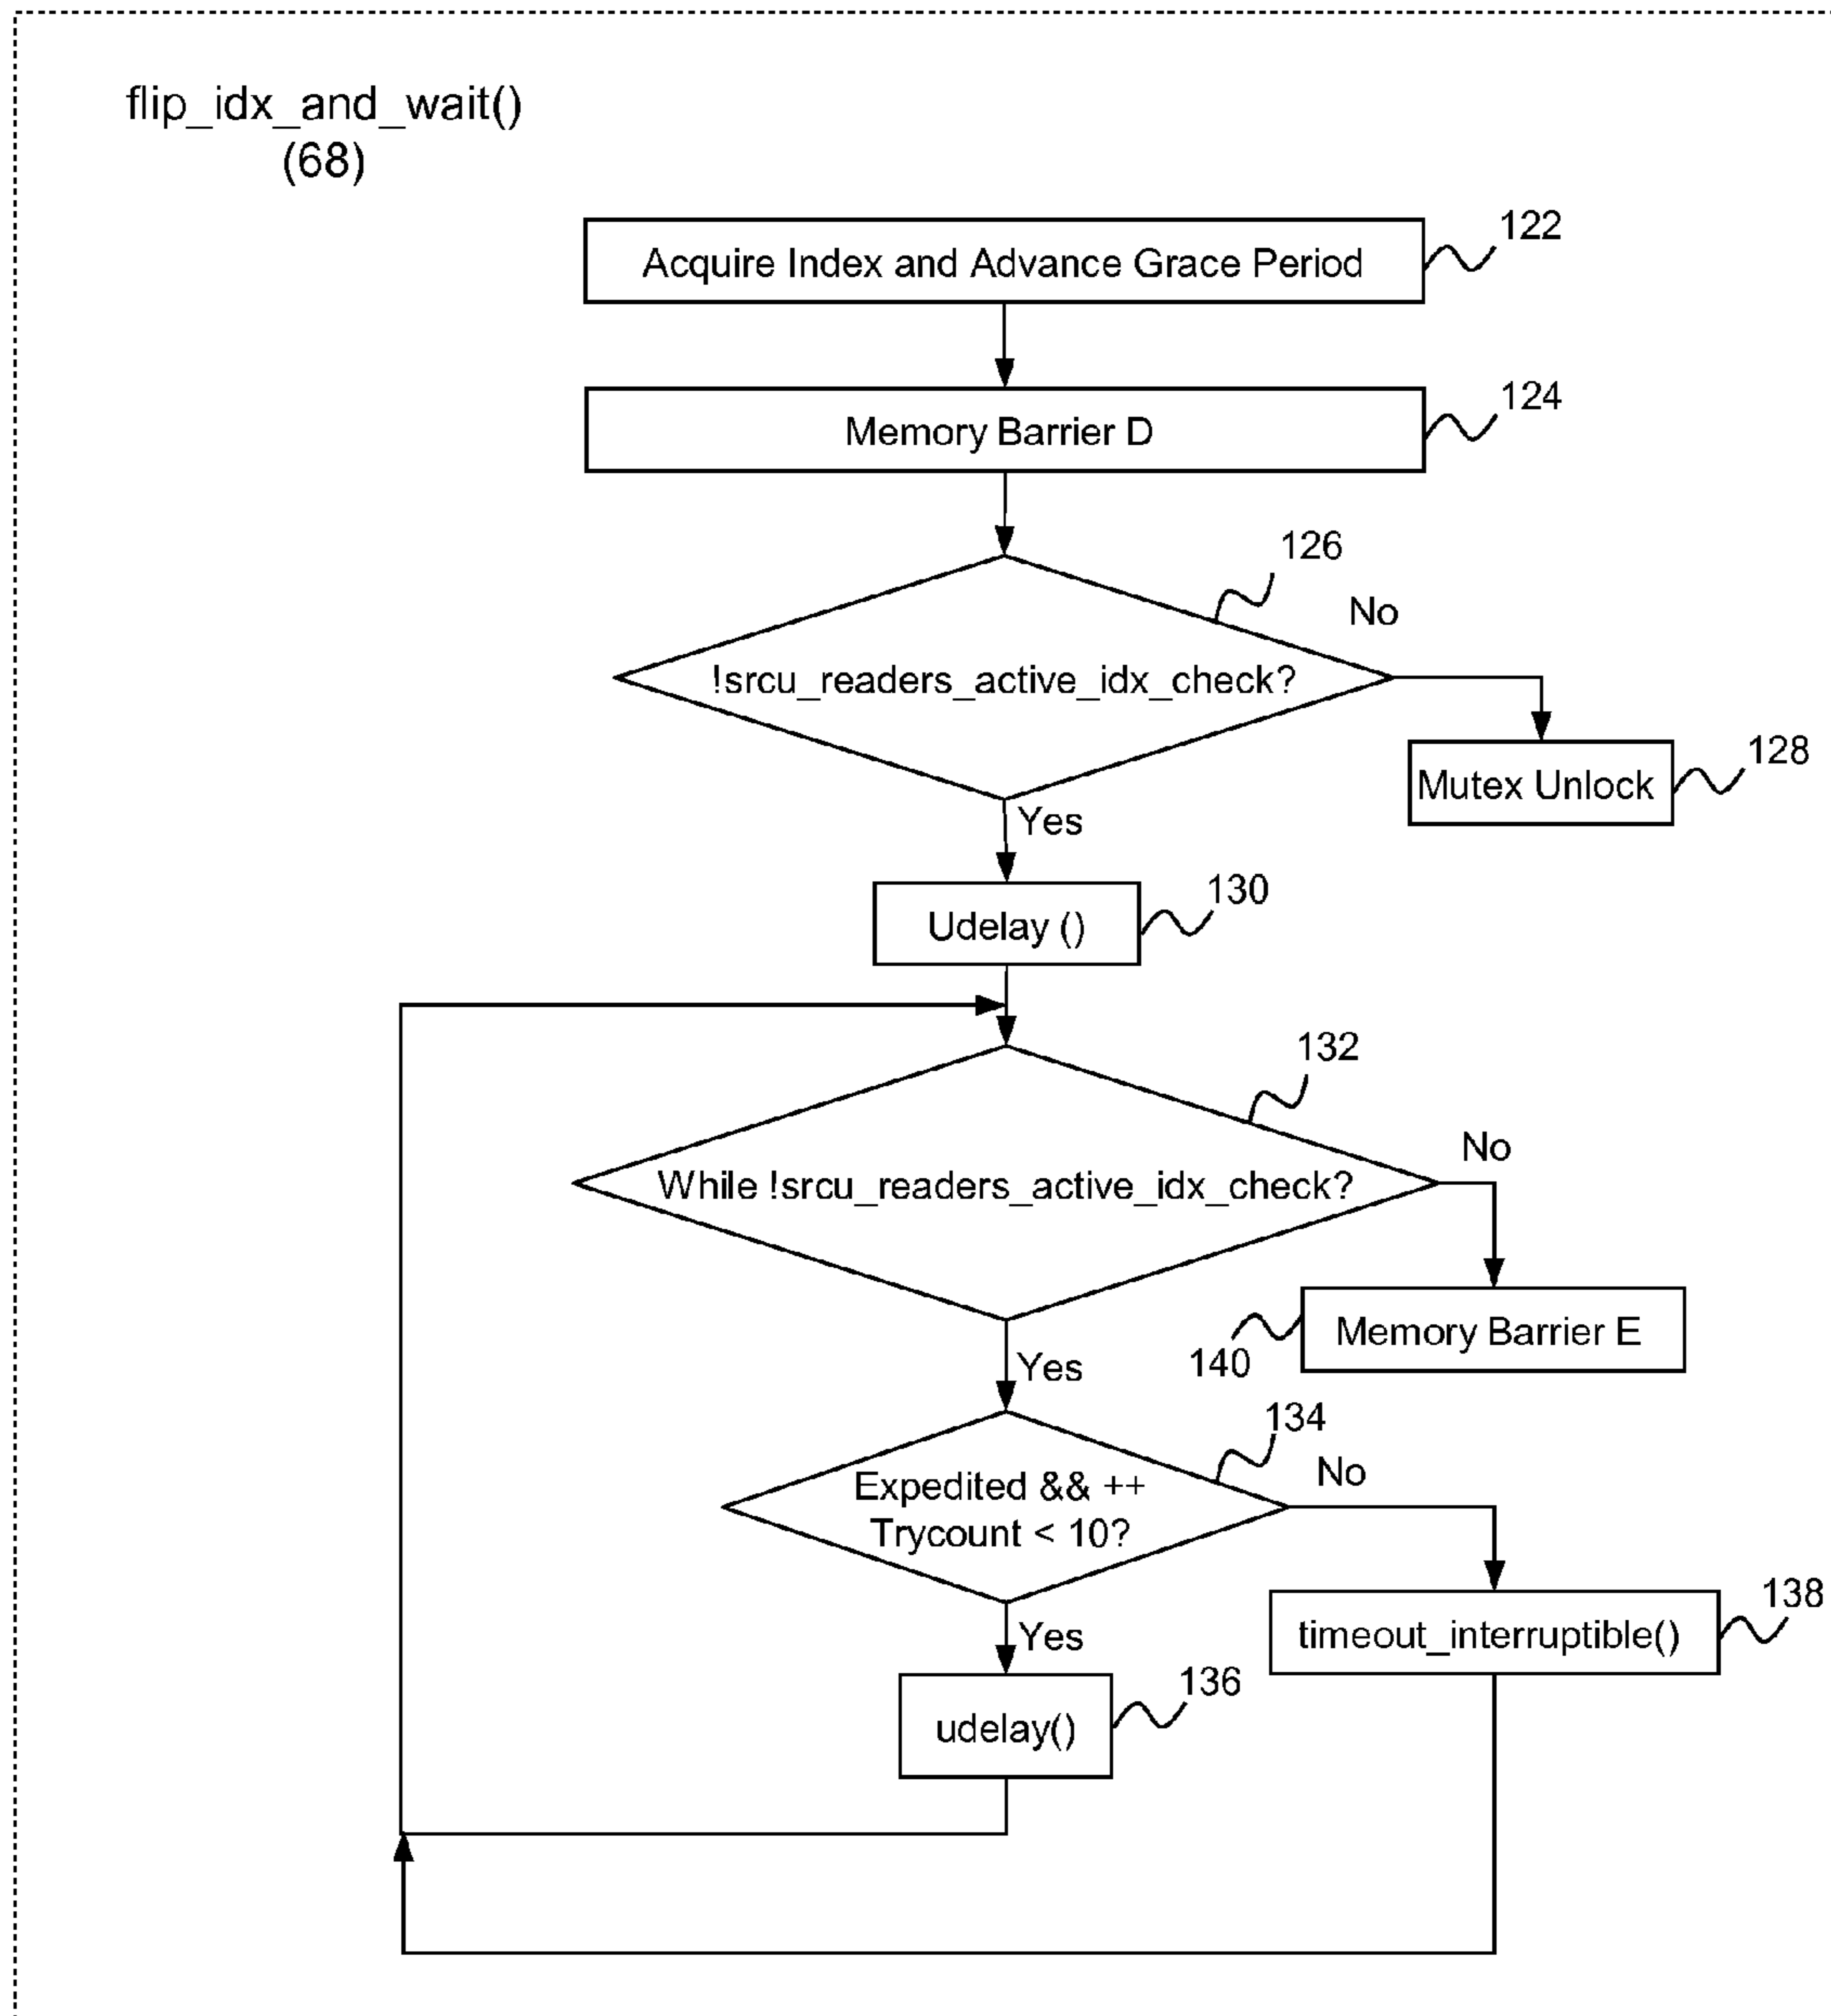 flip_idx_and_wait()
(68)
122
Acquire Index and Advance Grace Period
124
Memory Barrier D
126
No
!srcu_readers_active_idx_check?
128
Mutex Unlock
Yes
130
Udelay ()
132
No
While !srcu_readers_active_idx_check?
Memory Barrier E
140
Yes
134
No
Expedited && ++
Trycount < 10?
138
timeout_interruptible()
Yes
136
udelay()